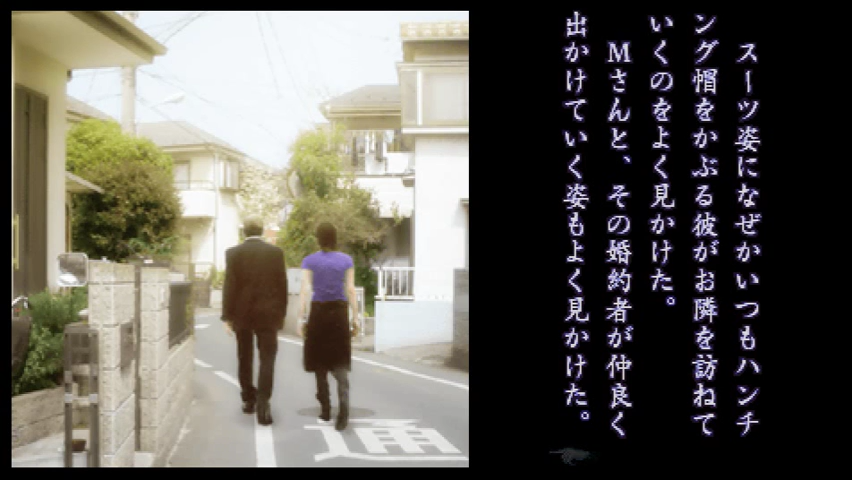 スーツ姿になぜかいつもハンチ
ング帽をかぶる彼がお隣を訪ねて
いくのをよく見かけた。
Mさんと、その婚約者が仲良く
出かけていく姿もよく見かけた。
通